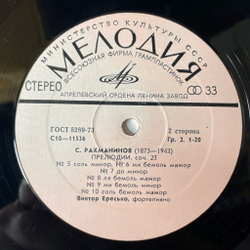 МИНИСТЕРСТВО КУЛЬТУРЫ СССР
МЕЛОДИЯ
ВСЕСОЮЗНАЯ ФИРМА ГРАМПЛАСТИНОК
СТЕРЕО
33
АПРЕЛЕВСКИЙ ОРДЕНА ЛЕНИНА ЗАВОД
ГОСТ 5289-73
2 сторона
С10—11536
Гр. 2. 1-20
С. РАХМАНИНОВ (1873—1943)
ПРЕЛЮДИИ, соч. 23
№ 5 соль минор, № 6 ми бемоль мажор
№ 7 до минор
№ 8 ля бемоль мажор
№ 9 ми бемоль минор
№ 10 соль бемоль мажор
Виктор Ересько, фортепиано